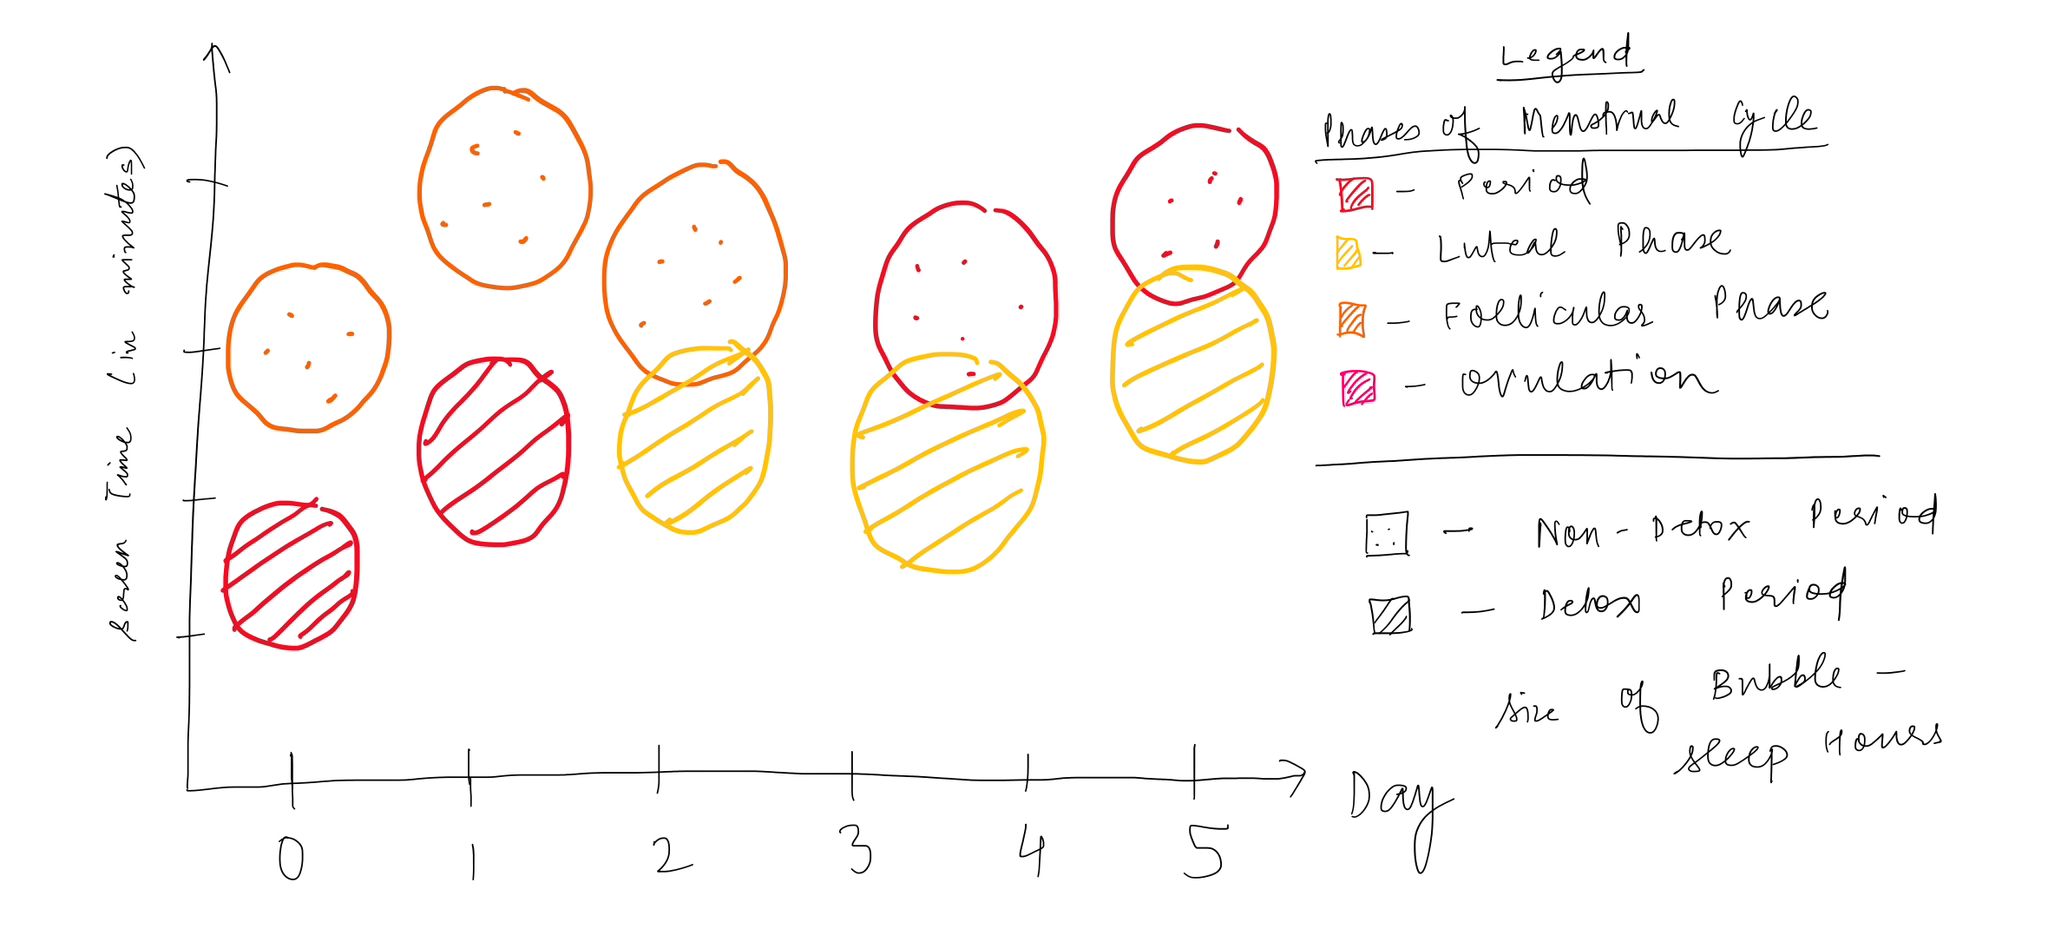 Legend
Phases of Menstrual Cycle
- Period
- Luteal Phase
- Follicular Phase
- Ovulation
- Non-Detox Period
- Detox Period
size of Bubble -
sleep Hours
Screen Time (in minutes)
0 1 2 3 4 5
Day